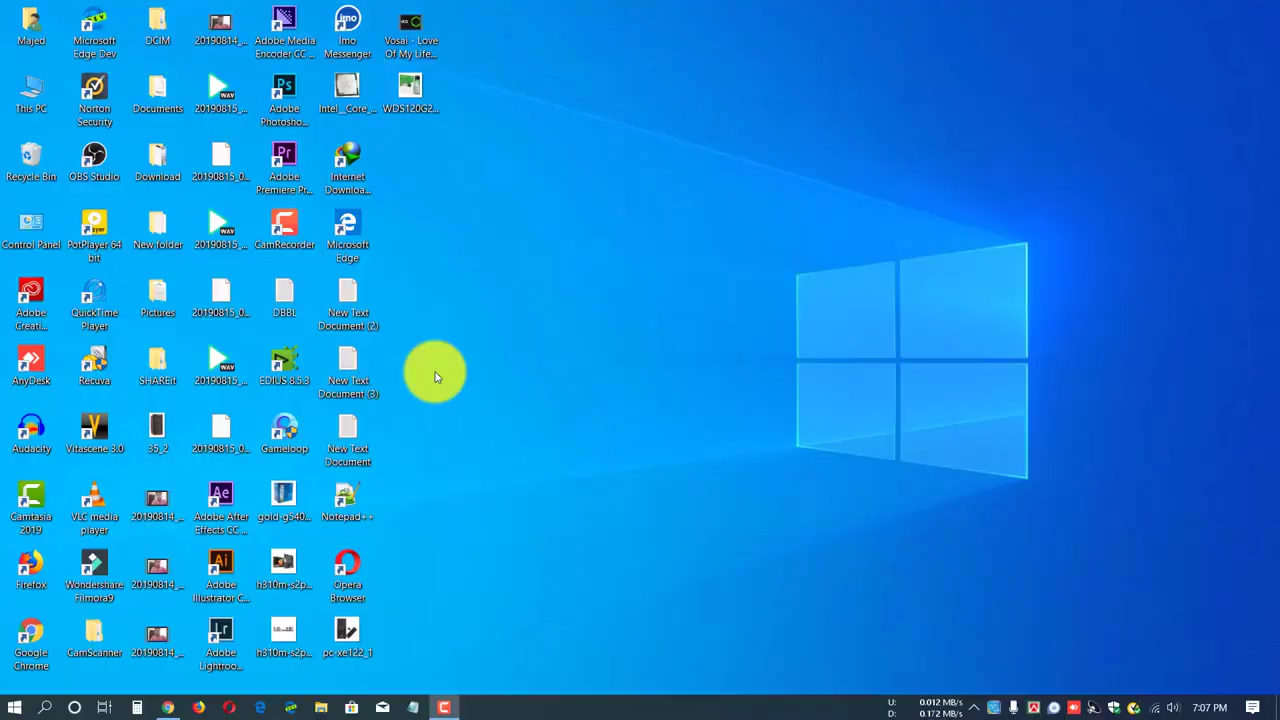 Majed
Microsoft
Edge Dev
DCIM
20190814_...
Adobe Media
Encoder CC ...
Imo
Messenger
Vosai - Love
Of My Life...
This PC
Norton
Security
Documents
20190815_...
Adobe
Photosho...
Intel__Core_...
WDS120G2...
Recycle Bin
OBS Studio
Download
20190815_0...
Adobe
Premiere Pr...
Internet
Downloa...
Control Panel
PotPlayer 64
bit
New folder
20190815_...
CamRecorder
Microsoft
Edge
Adobe
Creati...
QuickTime
Player
Pictures
20190815_0...
DBBL
New Text
Document (2)
AnyDesk
Recuva
SHAREit
20190815_...
EDIUS 8.5.3
New Text
Document (3)
Audacity
Vitascene 3.0
35_2
20190815_0...
Gameloop
New Text
Document
Camtasia
2019
VLC media
player
20190814_...
Adobe After
Effects CC ...
gold-g540...
Notepad++
Firefox
Wondershare
Filmora9
20190814_...
Adobe
Illustrator C...
h310m-s2p...
Opera
Browser
Google
Chrome
CamScanner
20190814_...
Adobe
Lightroo...
h310m-s2p...
pc-xe122_1
U: 0.012 MB/s
D: 0.172 MB/s
7:07 PM